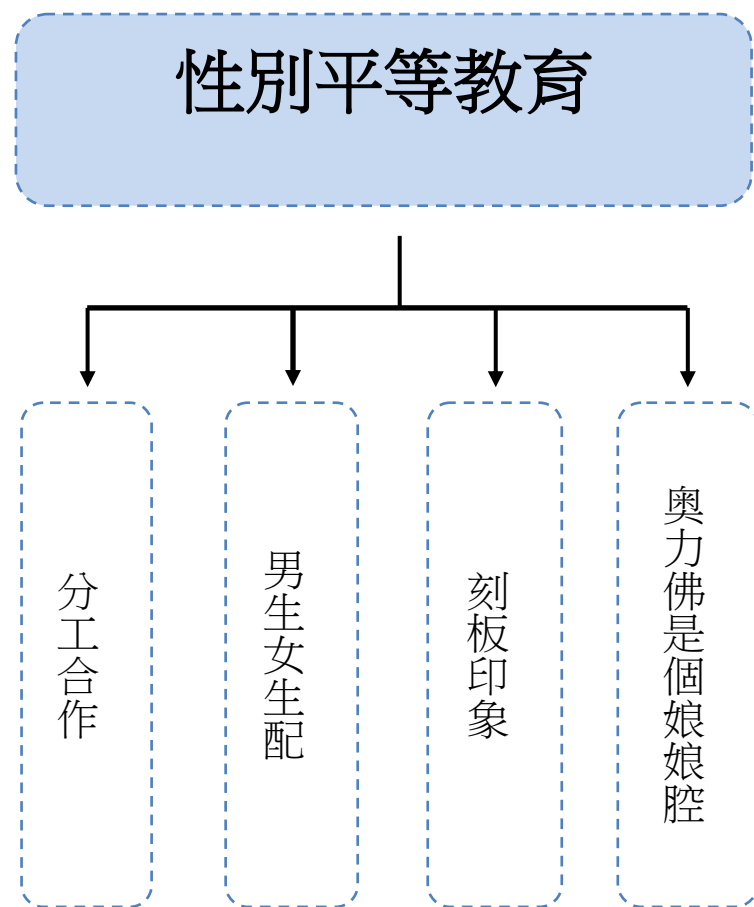 性別平等教育
分工合作
男生女生配
刻板印象
奧力佛是個娘娘腔